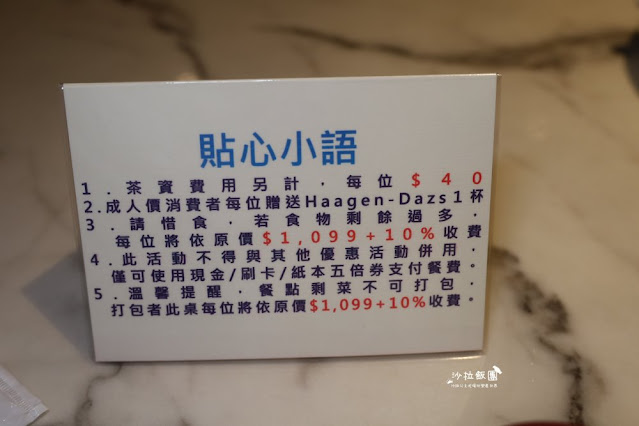 貼心小語
1.茶資費用另計，每位$40
2.成人價消費者每位贈送Haagen-Dazs1杯
3.請惜食，若食物剩餘過多，
每位將依原價$1,099+10%收費
4.此活動不得與其他優惠活動併用，
僅可使用現金/刷卡/紙本五倍券支付餐費。
5.溫馨提醒，餐點剩菜不可打包，
打包者此桌每位將依原價$1,099+10%收費。
沙拉飯團